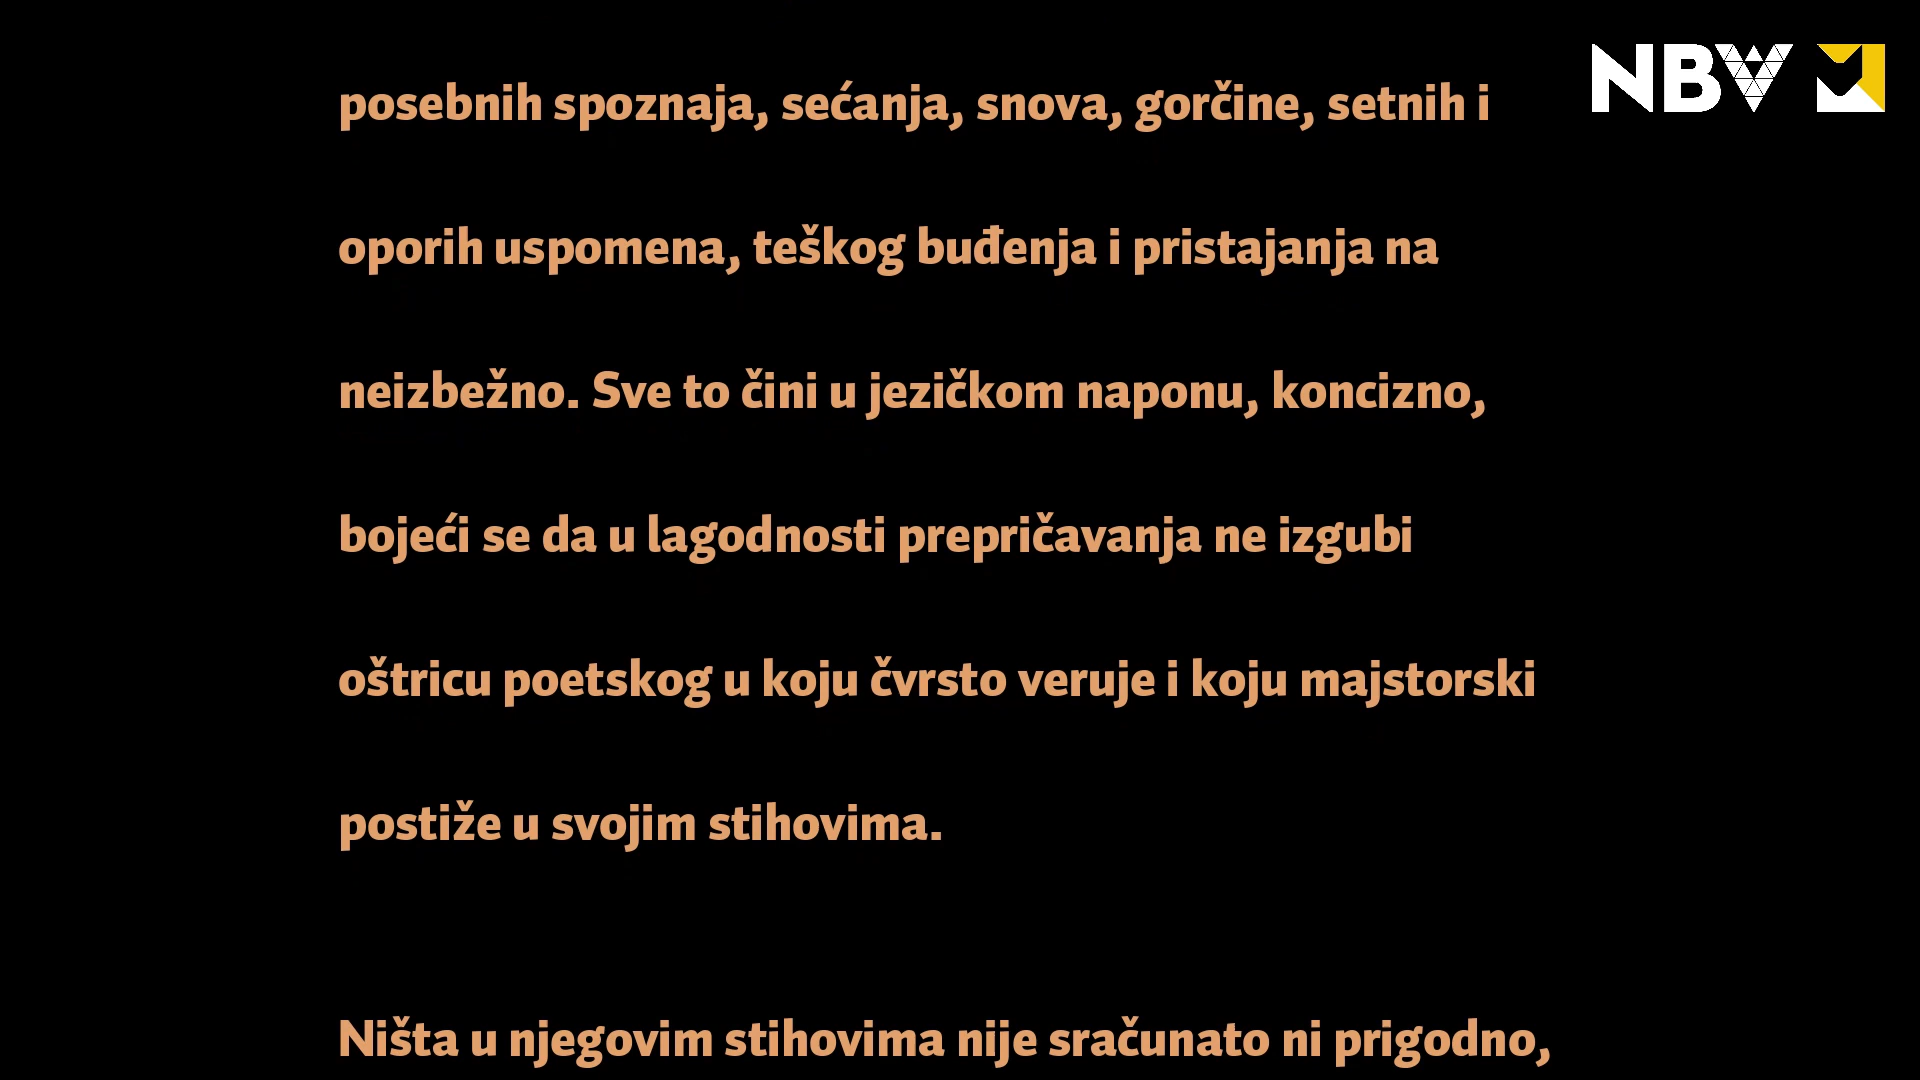 NBV
posebnih spoznaja, sećanja, snova, gorčine, setnih i
oporih uspomena, teškog buđenja i pristajanja na
neizbežno. Sve to čini u jezičkom naponu, koncizno,
bojeći se da u lagodnosti prepričavanja ne izgubi
oštricu poetskog u koju čvrsto veruje i koju majstorski
postiže u svojim stihovima.
Ništa u njegovim stihovima nije sračunato ni prigodno,